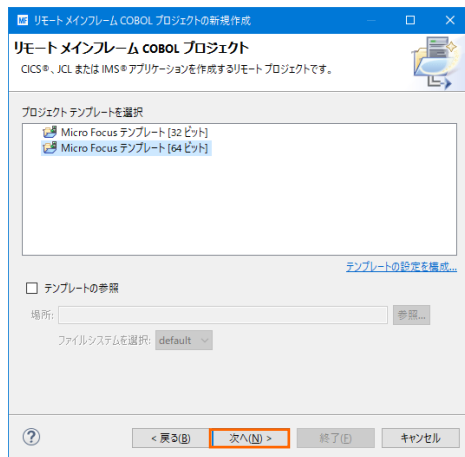 リモート メインフレーム COBOL プロジェクトの新規作成
リモート メインフレーム COBOL プロジェクト
CICS®、JCL または IMS® アプリケーションを作成するリモート プロジェクトです。
プロジェクト テンプレートを選択
Micro Focus テンプレート [32 ビット]
Micro Focus テンプレート [64 ビット]
テンプレートの設定を構成...
テンプレートの参照
場所:
参照...
ファイルシステムを選択: default
< 戻る(B) 次へ(N) > 終了(F) キャンセル